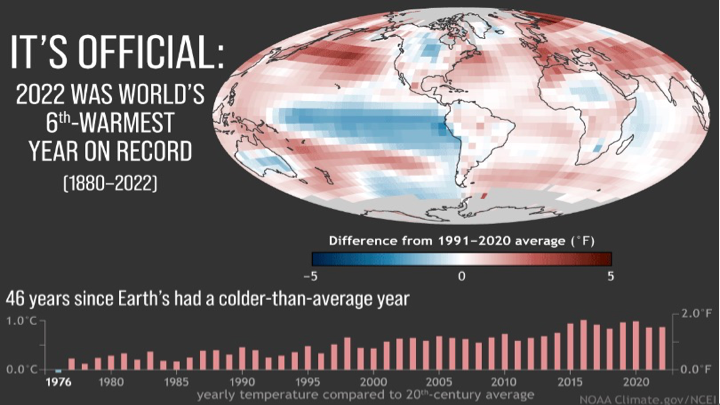 IT'S OFFICIAL:
2022 WAS WORLD'S
6th-WARMEST
YEAR ON RECORD
(1880–2022)
Difference from 1991–2020 average (°F)
-5 0 5
46 years since Earth's had a colder-than-average year
1.0°C 2.0°F
0.0°C 0.0°F
1976 1980 1985 1990 1995 2000 2005 2010 2015 2020
yearly temperature compared to 20th-century average
NOAA Climate.gov/NCEI